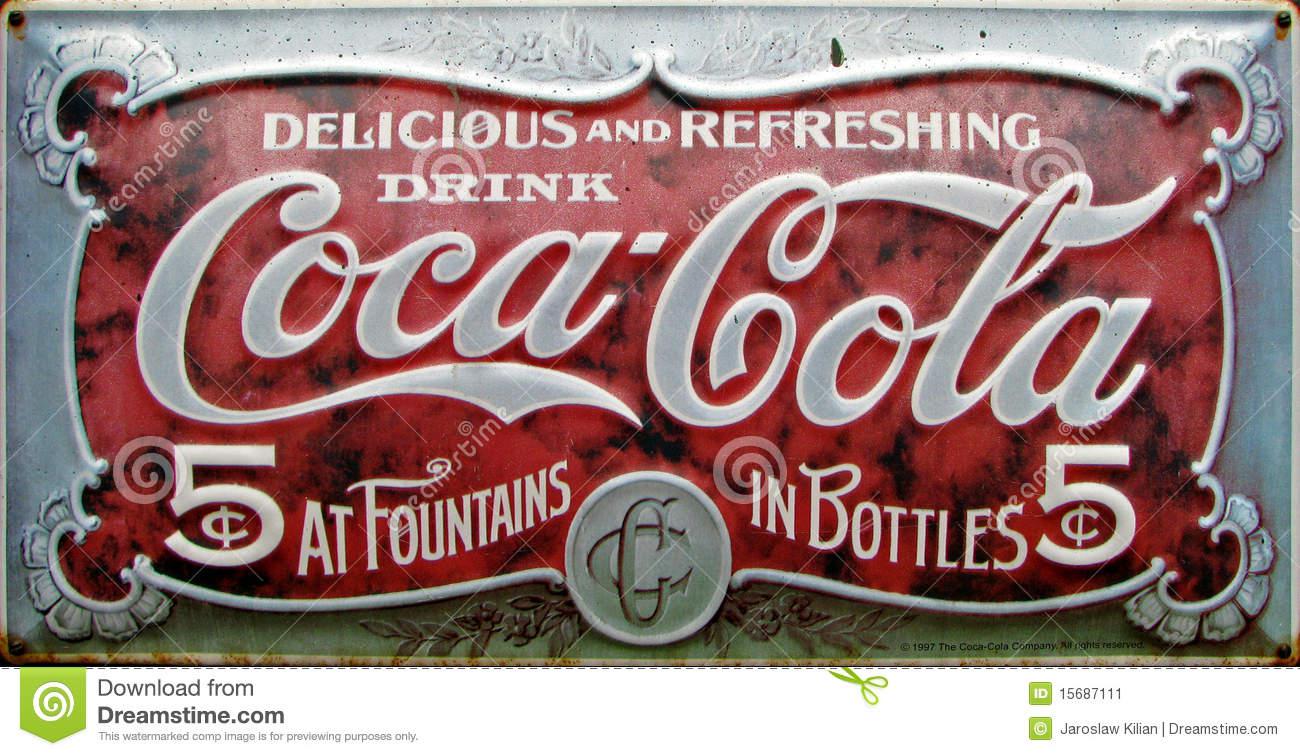 DELICIOUS AND REFRESHING
DRINK
Coca-Cola
5¢ AT FOUNTAINS IN BOTTLES 5¢
CC
© 1997 The Coca-Cola Company. All rights reserved.
Download from
Dreamstime.com
This watermarked comp image is for previewing purposes only.
ID 15687111
© Jaroslaw Kilian | Dreamstime.com